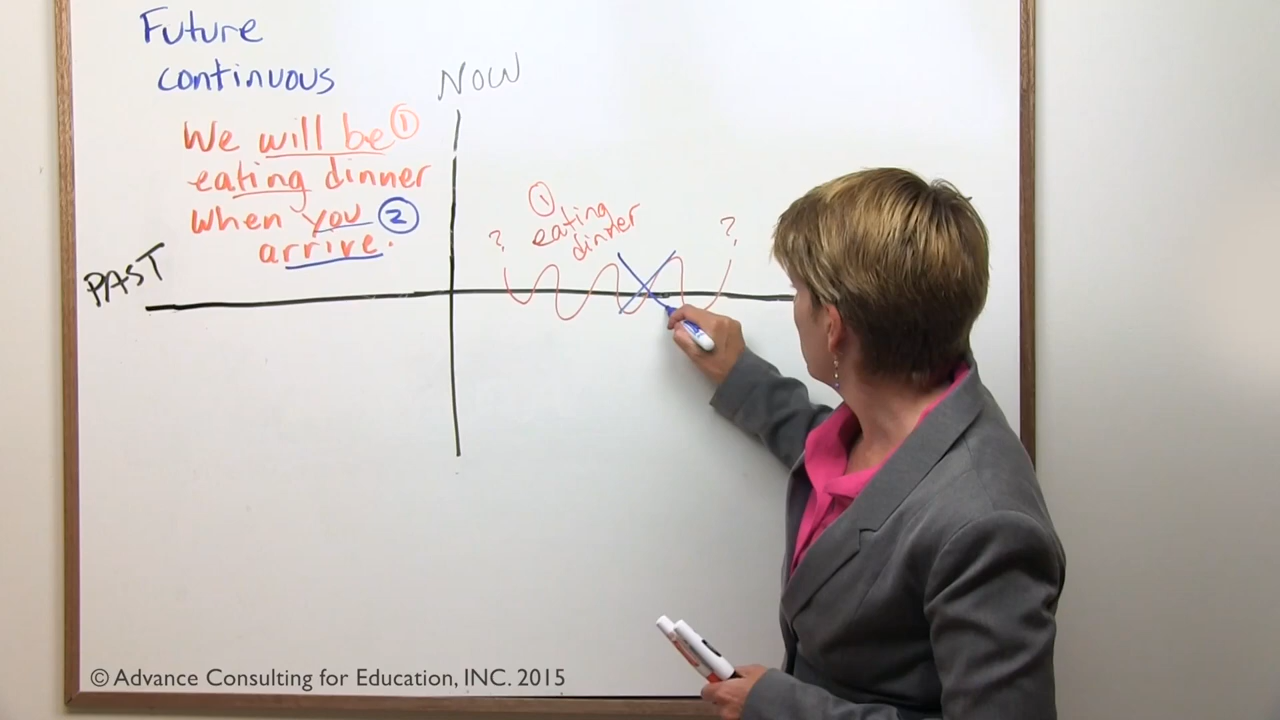 Future
continuous
NOW
We will be ①
eating dinner
when you ②
arrive.
PAST
①
eating
dinner
?
?
© Advance Consulting for Education, INC. 2015